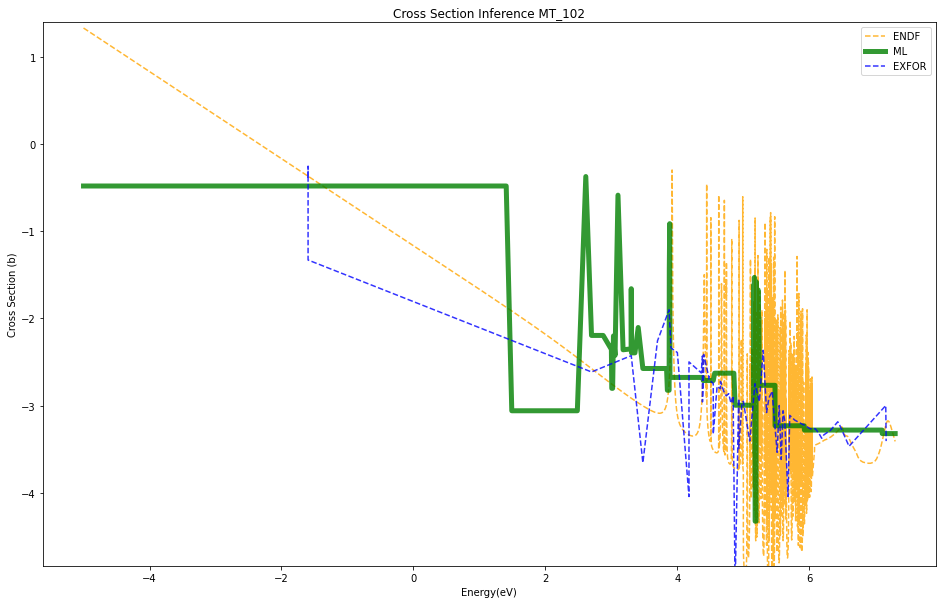 Cross Section Inference MT_102
ENDF
ML
EXFOR
Cross Section (b)
1
0
−1
−2
−3
−4
−4
−2
0
2
4
6
Energy(eV)